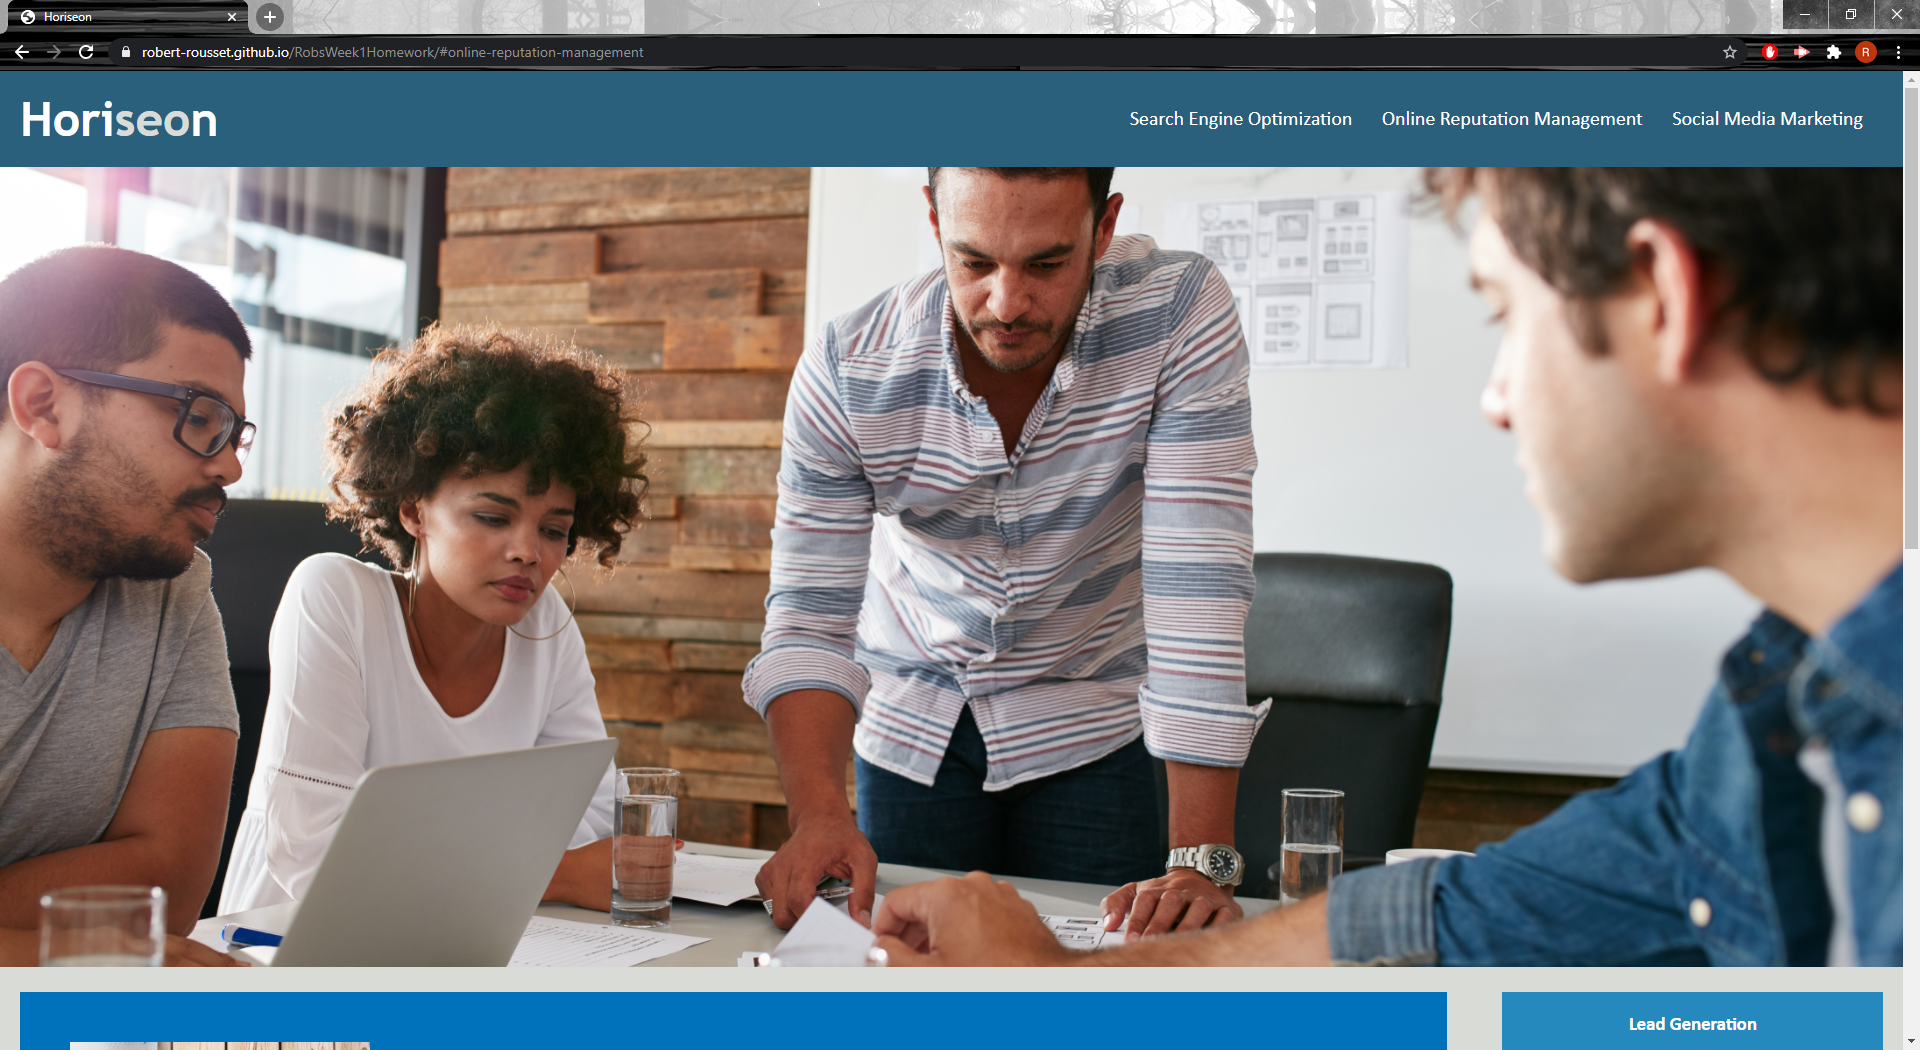 Horiseon
robert-rousset.github.io/RobsWeek1Homework/#online-reputation-management
R
Horiseon
Search Engine Optimization
Online Reputation Management
Social Media Marketing
Lead Generation